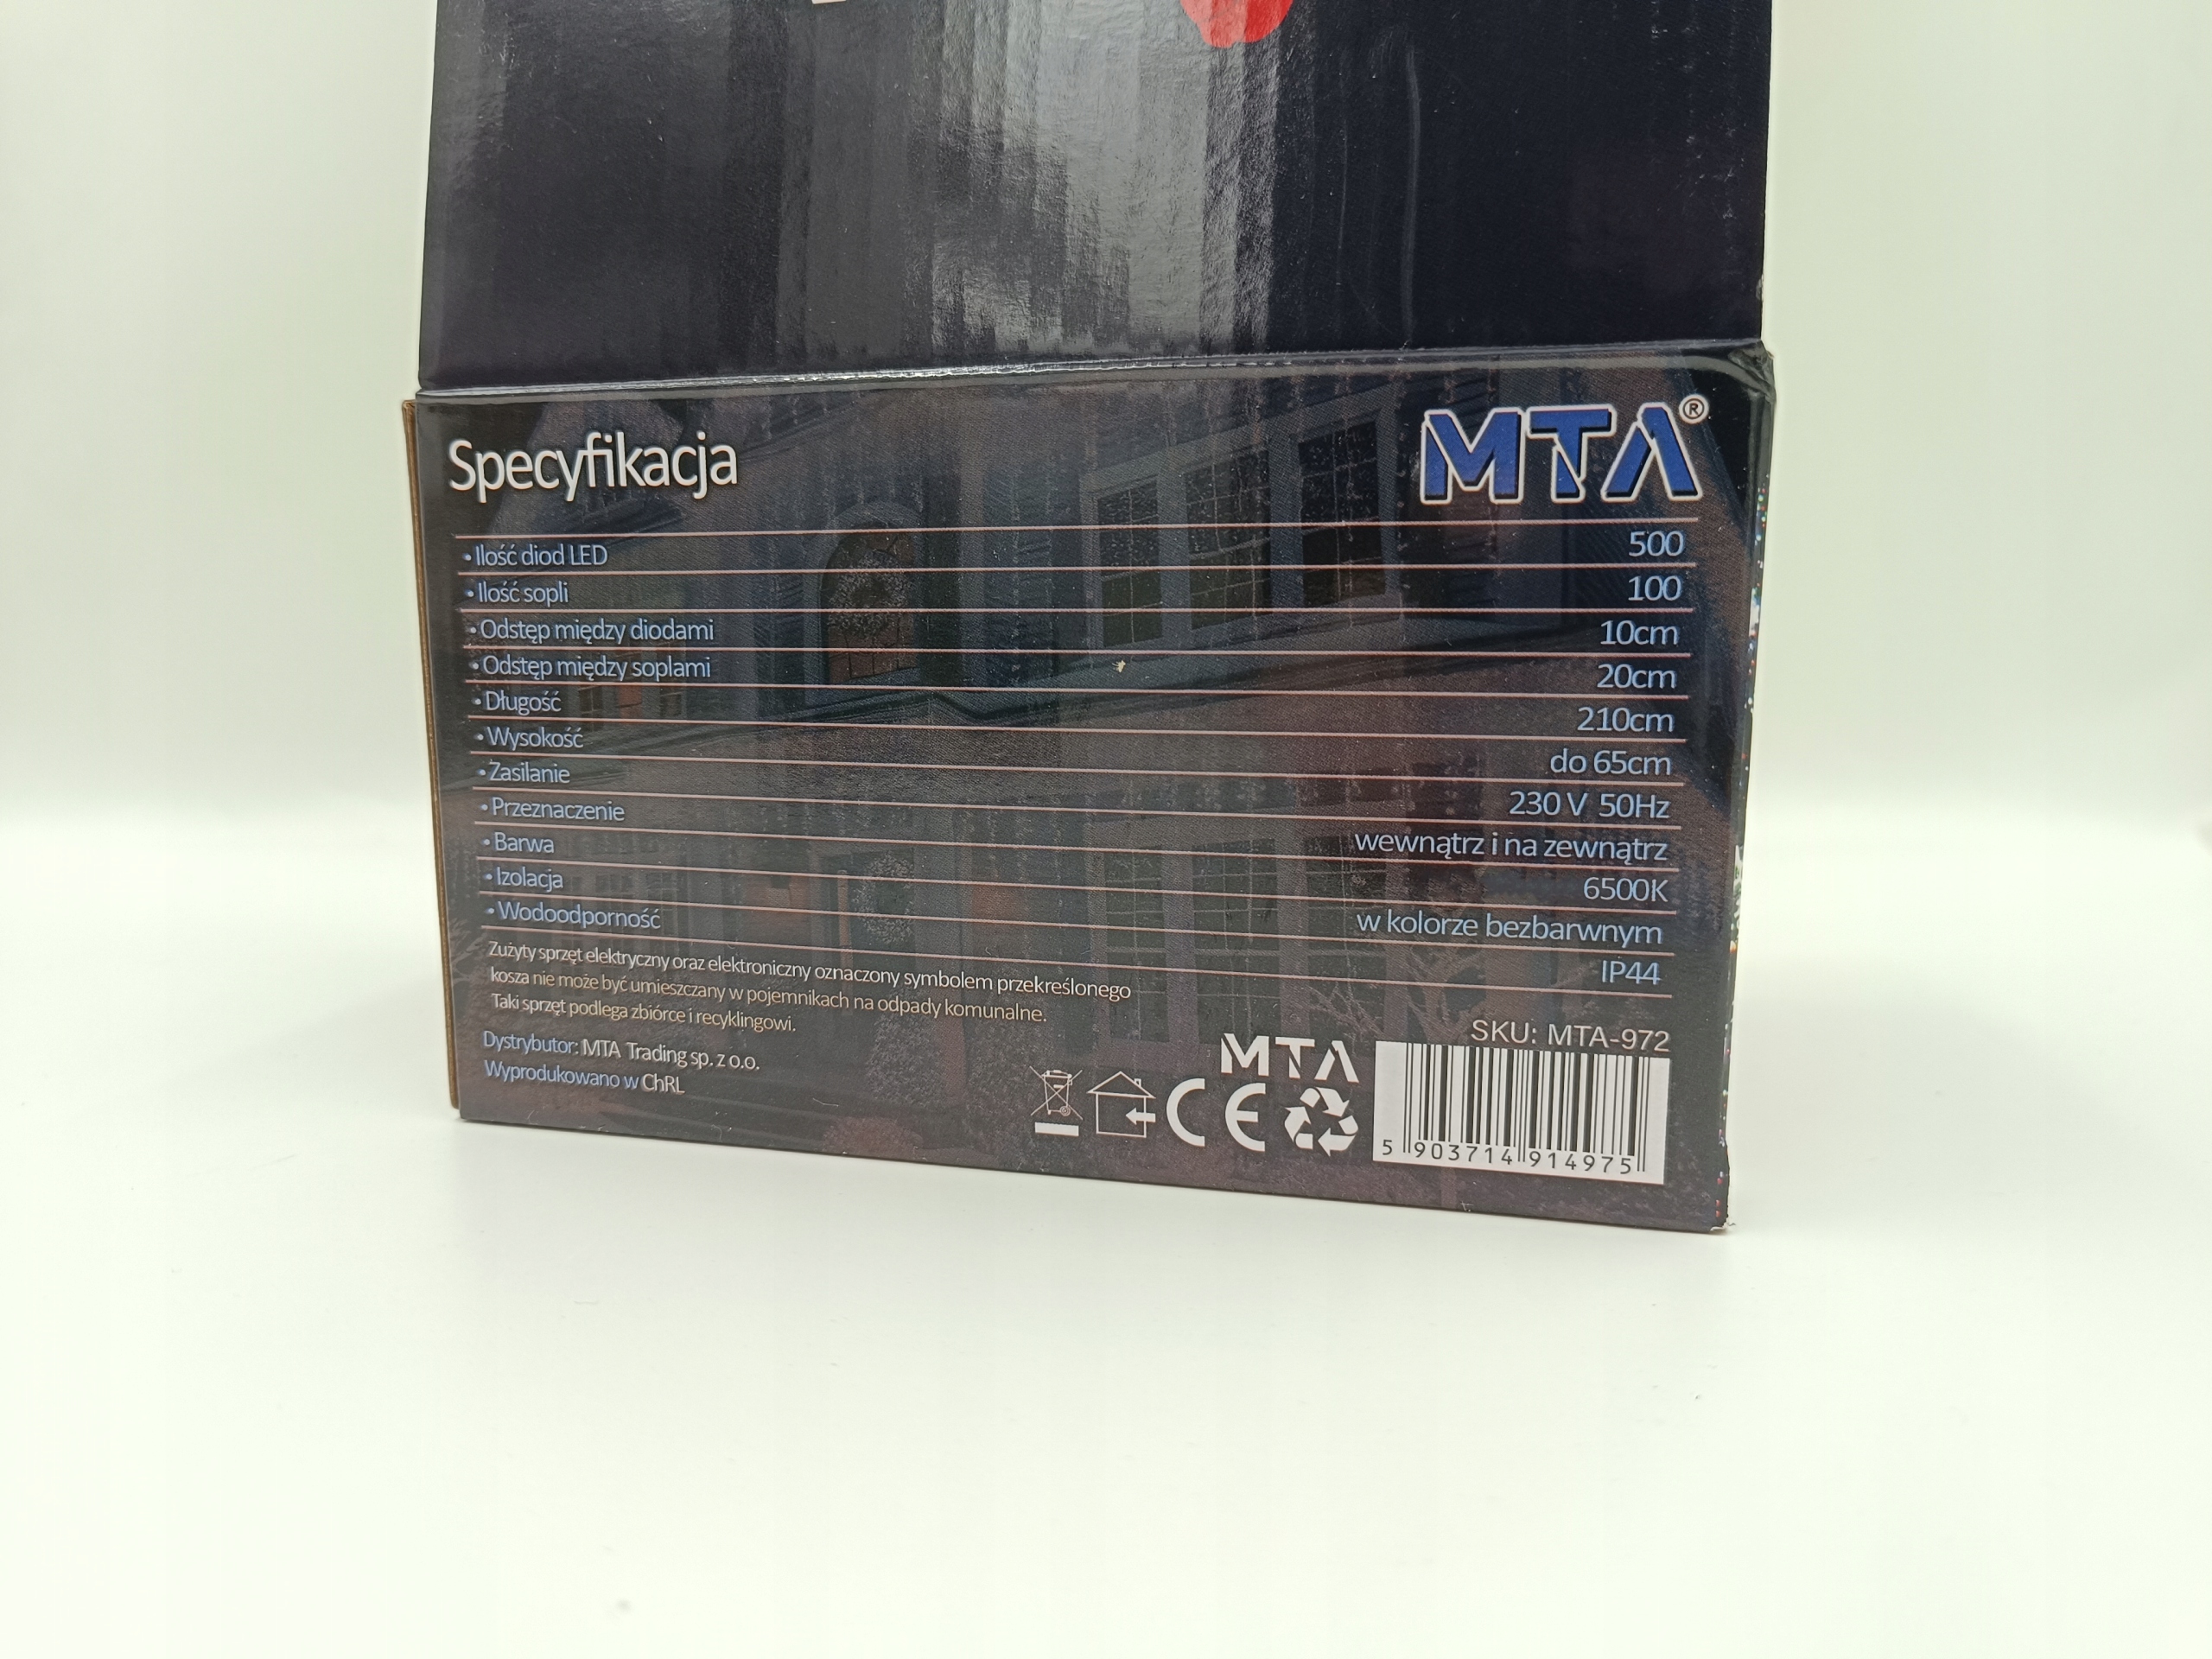 Specyfikacja
MTA®
• Ilość diod LED 500
• Ilość sopli 100
• Odstęp między diodami 10cm
• Odstęp między soplami 20cm
• Długość 210cm
• Wysokość do 65cm
• Zasilanie 230 V 50Hz
• Przeznaczenie wewnątrz i na zewnątrz
• Barwa 6500K
• Izolacja w kolorze bezbarwnym
• Wodoodporność IP44
Zużyty sprzęt elektryczny oraz elektroniczny oznaczony symbolem przekreślonego
kosza nie może być umieszczany w pojemnikach na odpady komunalne.
Taki sprzęt podlega zbiórce i recyklingowi.
Dystrybutor: MTA Trading sp. z o.o.
Wyprodukowano w ChRL
MTA
CE
SKU: MTA-972
5 903714 914975